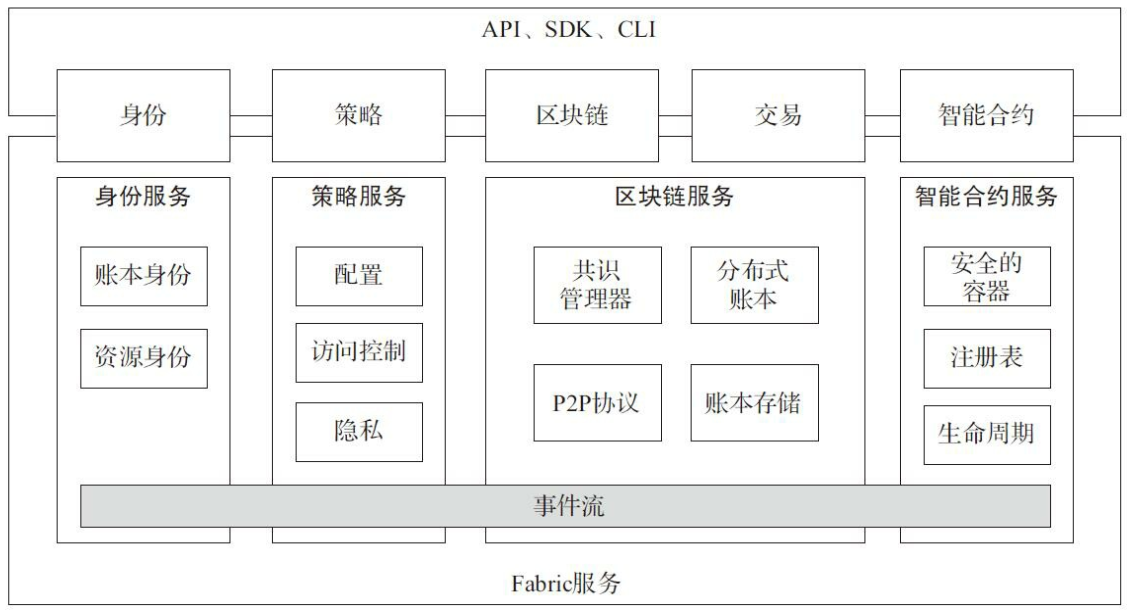 API、SDK、CLI
身份
策略
区块链
交易
智能合约
身份服务
账本身份
资源身份
策略服务
配置
访问控制
隐私
区块链服务
共识
管理器
分布式
账本
P2P协议
账本存储
智能合约服务
安全的
容器
注册表
生命周期
事件流
Fabric服务